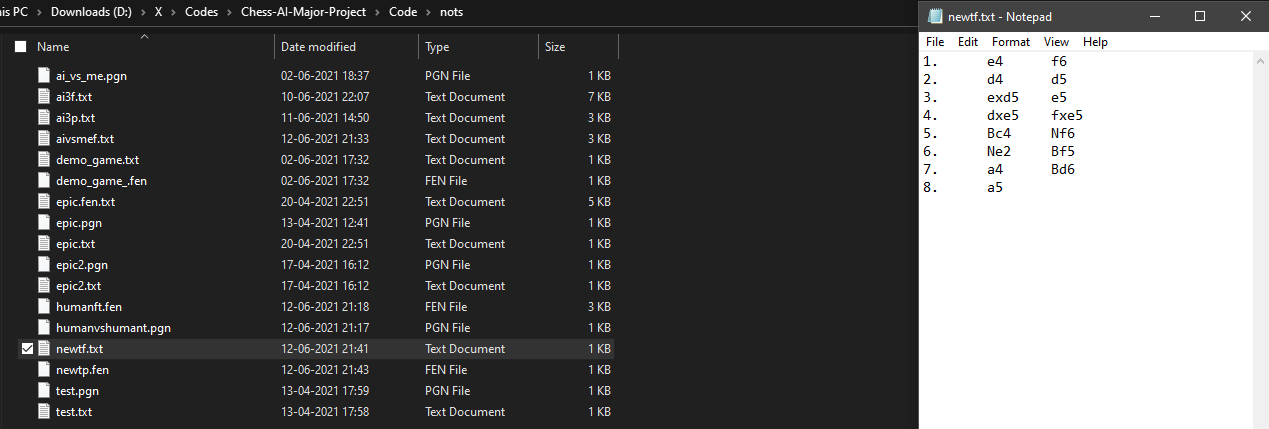 his PC > Downloads (D:) > X > Codes > Chess-AI-Major-Project > Code > nots
Name Date modified Type Size
ai_vs_me.pgn 02-06-2021 18:37 PGN File 1 KB
ai3f.txt 10-06-2021 22:07 Text Document 7 KB
ai3p.txt 11-06-2021 14:50 Text Document 3 KB
aivsmef.txt 12-06-2021 21:33 Text Document 3 KB
demo_game.txt 02-06-2021 17:32 Text Document 1 KB
demo_game_.fen 02-06-2021 17:32 FEN File 1 KB
epic.fen.txt 20-04-2021 22:51 Text Document 5 KB
epic.pgn 13-04-2021 12:41 PGN File 1 KB
epic.txt 20-04-2021 22:51 Text Document 1 KB
epic2.pgn 17-04-2021 16:12 PGN File 1 KB
epic2.txt 17-04-2021 16:12 Text Document 1 KB
humanft.fen 12-06-2021 21:18 FEN File 3 KB
humanvshumant.pgn 12-06-2021 21:17 PGN File 1 KB
newtf.txt 12-06-2021 21:41 Text Document 1 KB
newtp.fen 12-06-2021 21:43 FEN File 1 KB
test.pgn 13-04-2021 17:59 PGN File 1 KB
test.txt 13-04-2021 17:58 Text Document 1 KB
newtf.txt - Notepad
File Edit Format View Help
1. e4 f6
2. d4 d5
3. exd5 e5
4. dxe5 fxe5
5. Bc4 Nf6
6. Ne2 Bf5
7. a4 Bd6
8. a5